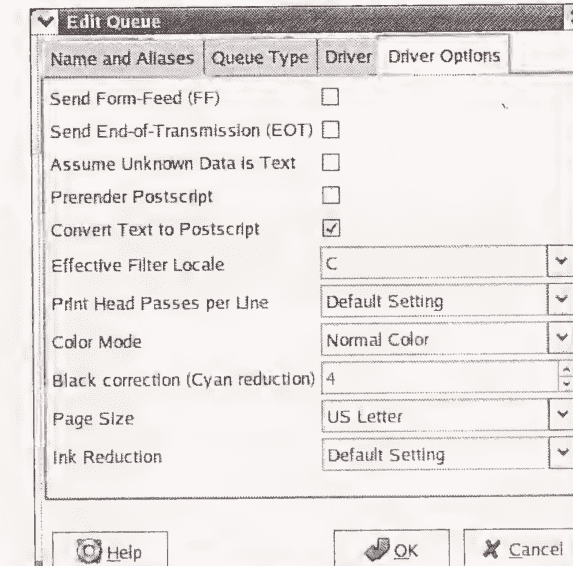 Edit Queue
Name and Aliases Queue Type Driver Driver Options
Send Form-Feed (FF)
Send End-of-Transmission (EOT)
Assume Unknown Data is Text
Prerender Postscript
Convert Text to Postscript
Effective Filter Locale C
Print Head Passes per Line Default Setting
Color Mode Normal Color
Black correction (Cyan reduction) 4
Page Size US Letter
Ink Reduction Default Setting
Help OK Cancel